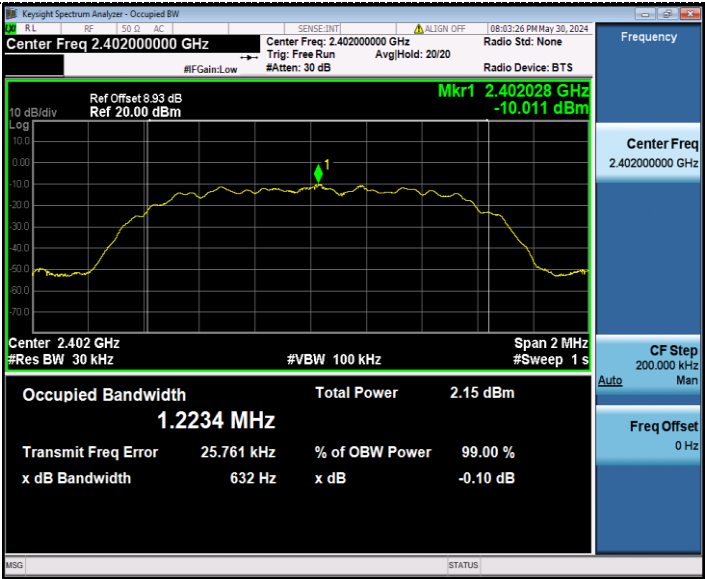 Keysight Spectrum Analyzer - Occupied BW
RL RF 50 Ω AC SENSE:INT ALIGN OFF 08:03:26 PM May 30, 2024
Center Freq 2.402000000 GHz
Center Freq: 2.402000000 GHz
Radio Std: None
Trig: Free Run
Avg|Hold: 20/20
#IFGain:Low
#Atten: 30 dB
Radio Device: BTS
Ref Offset 8.93 dB
Ref 20.00 dBm
Mkr1 2.402028 GHz
-10.011 dBm
10 dB/div
Log
10.0
0.00
-10.0
-20.0
-30.0
-40.0
-50.0
-60.0
-70.0
1
Center 2.402 GHz
Span 2 MHz
#Res BW 30 kHz
#VBW 100 kHz
#Sweep 1 s
Occupied Bandwidth
1.2234 MHz
Total Power 2.15 dBm
Transmit Freq Error 25.761 kHz
% of OBW Power 99.00 %
x dB Bandwidth 632 Hz
x dB -0.10 dB
MSG
STATUS
Frequency
Center Freq
2.402000000 GHz
CF Step
200.000 kHz
Auto Man
Freq Offset
0 Hz